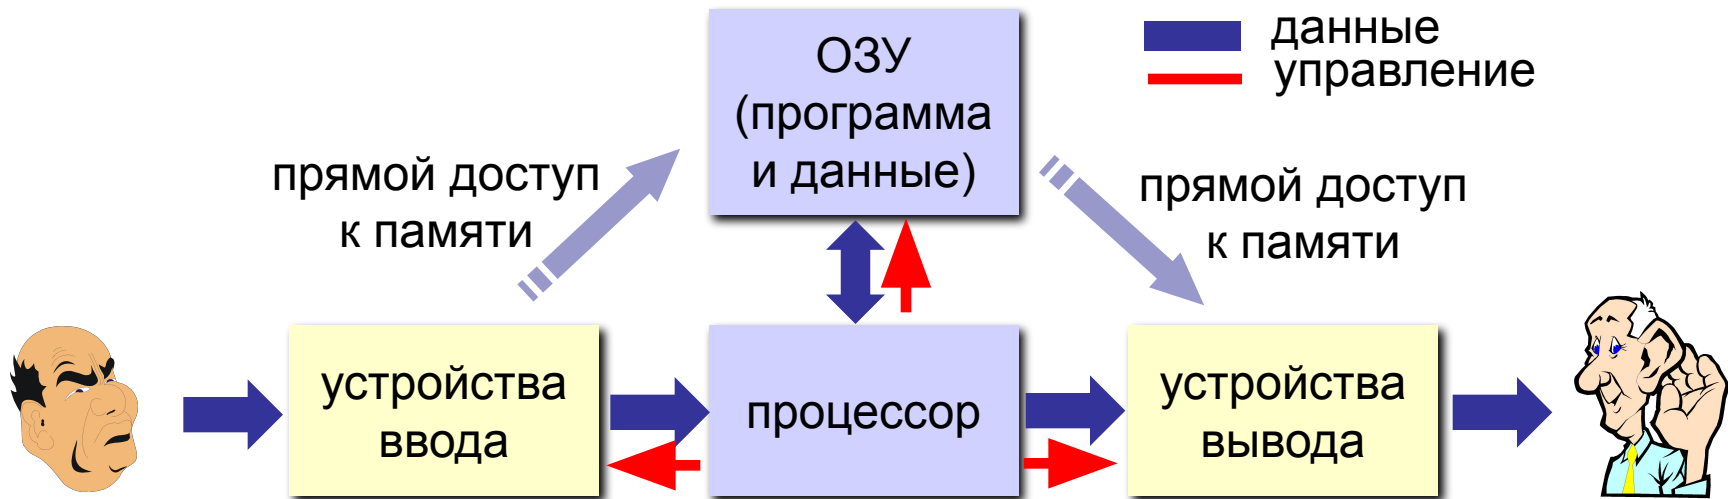 ОЗУ
(программа
и данные)
данные
управление
прямой доступ
к памяти
прямой доступ
к памяти
устройства
ввода
процессор
устройства
вывода